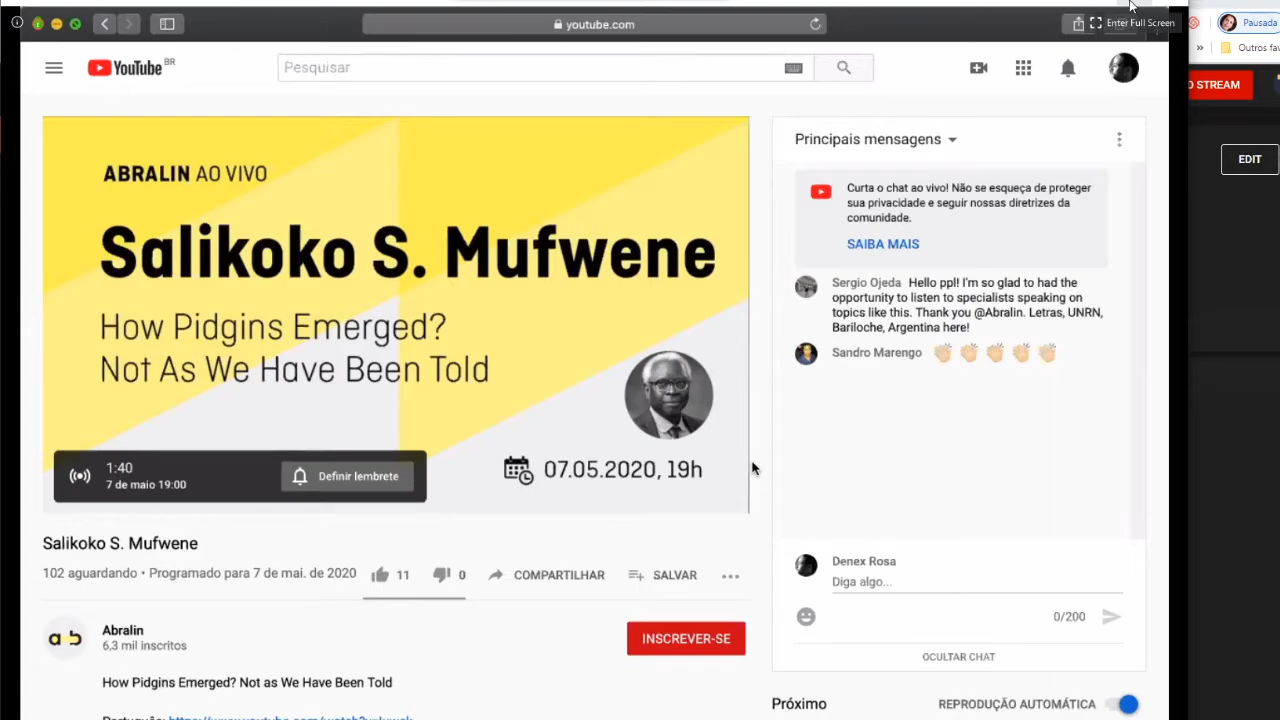 youtube.com
Enter Full Screen
Pausada
YouTube BR
Pesquisar
Outros fav
O STREAM
EDIT
ABRALIN AO VIVO
Salikoko S. Mufwene
How Pidgins Emerged?
Not As We Have Been Told
1:40
7 de maio 19:00
Definir lembrete
07.05.2020, 19h
Salikoko S. Mufwene
102 aguardando • Programado para 7 de mai. de 2020
11
0
COMPARTILHAR
SALVAR
Abralin
6,3 mil inscritos
INSCREVER-SE
How Pidgins Emerged? Not as We Have Been Told
Principais mensagens
Curta o chat ao vivo! Não se esqueça de proteger
sua privacidade e seguir nossas diretrizes da
comunidade.
SAIBA MAIS
Sergio Ojeda Hello ppl! I'm so glad to had the
opportunity to listen to specialists speaking on
topics like this. Thank you @Abralin. Letras, UNRN,
Bariloche, Argentina here!
Sandro Marengo 👏🏻👏🏻👏🏻👏🏻👏🏻
Denex Rosa
Diga algo...
0/200
OCULTAR CHAT
Próximo
REPRODUÇÃO AUTOMÁTICA